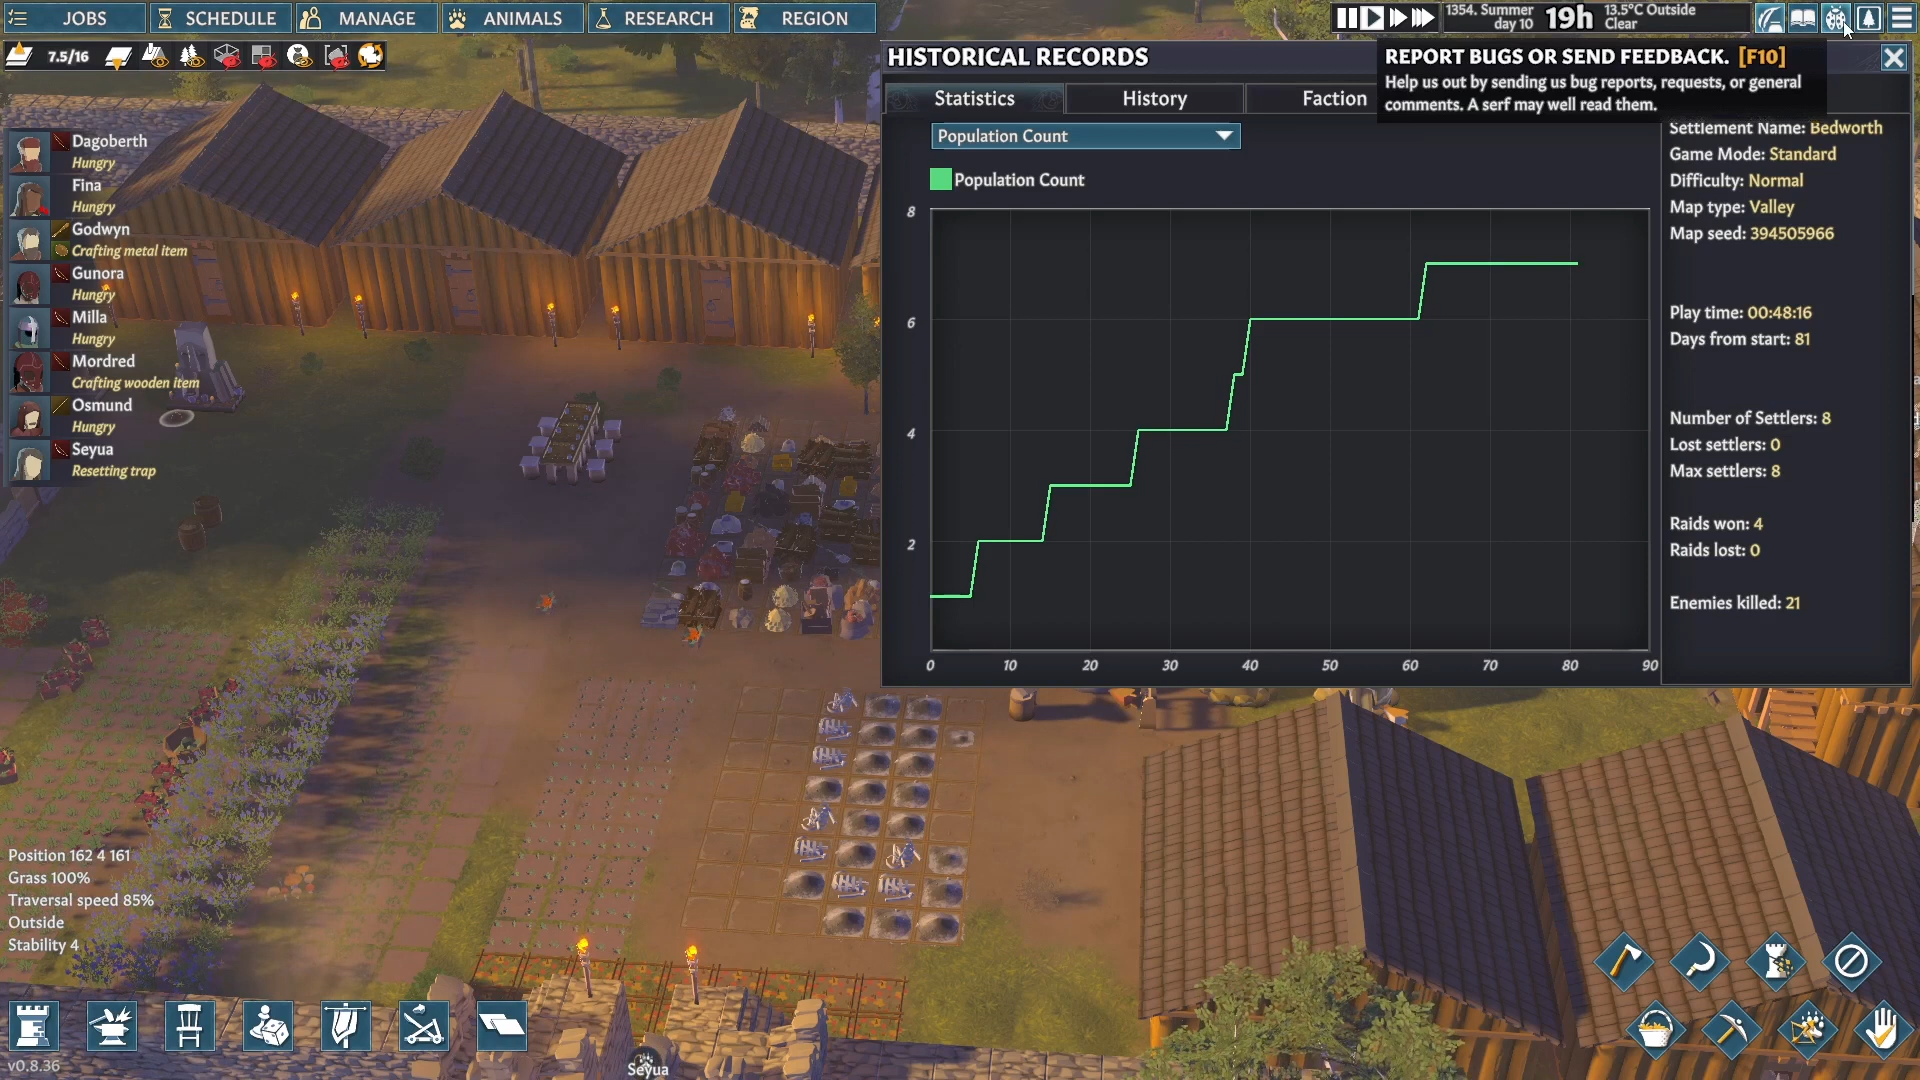 JOBS
SCHEDULE
MANAGE
ANIMALS
RESEARCH
REGION
1354. Summer
day 10
19h
13.5°C Outside
Clear
7.5/16
HISTORICAL RECORDS
REPORT BUGS OR SEND FEEDBACK. [F10]
Help us out by sending us bug reports, requests, or general
comments. A serf may well read them.
Statistics
History
Faction
Population Count
Population Count
8
6
4
2
0 10 20 30 40 50 60 70 80 90
Settlement Name: Bedworth
Game Mode: Standard
Difficulty: Normal
Map type: Valley
Map seed: 394505966
Play time: 00:48:16
Days from start: 81
Number of Settlers: 8
Lost settlers: 0
Max settlers: 8
Raids won: 4
Raids lost: 0
Enemies killed: 21
Dagoberth
Hungry
Fina
Hungry
Godwyn
Crafting metal item
Gunora
Hungry
Milla
Hungry
Mordred
Crafting wooden item
Osmund
Hungry
Seyua
Resetting trap
Position 162 4 161
Grass 100%
Traversal speed 85%
Outside
Stability 4
v0.8.36
Seyua